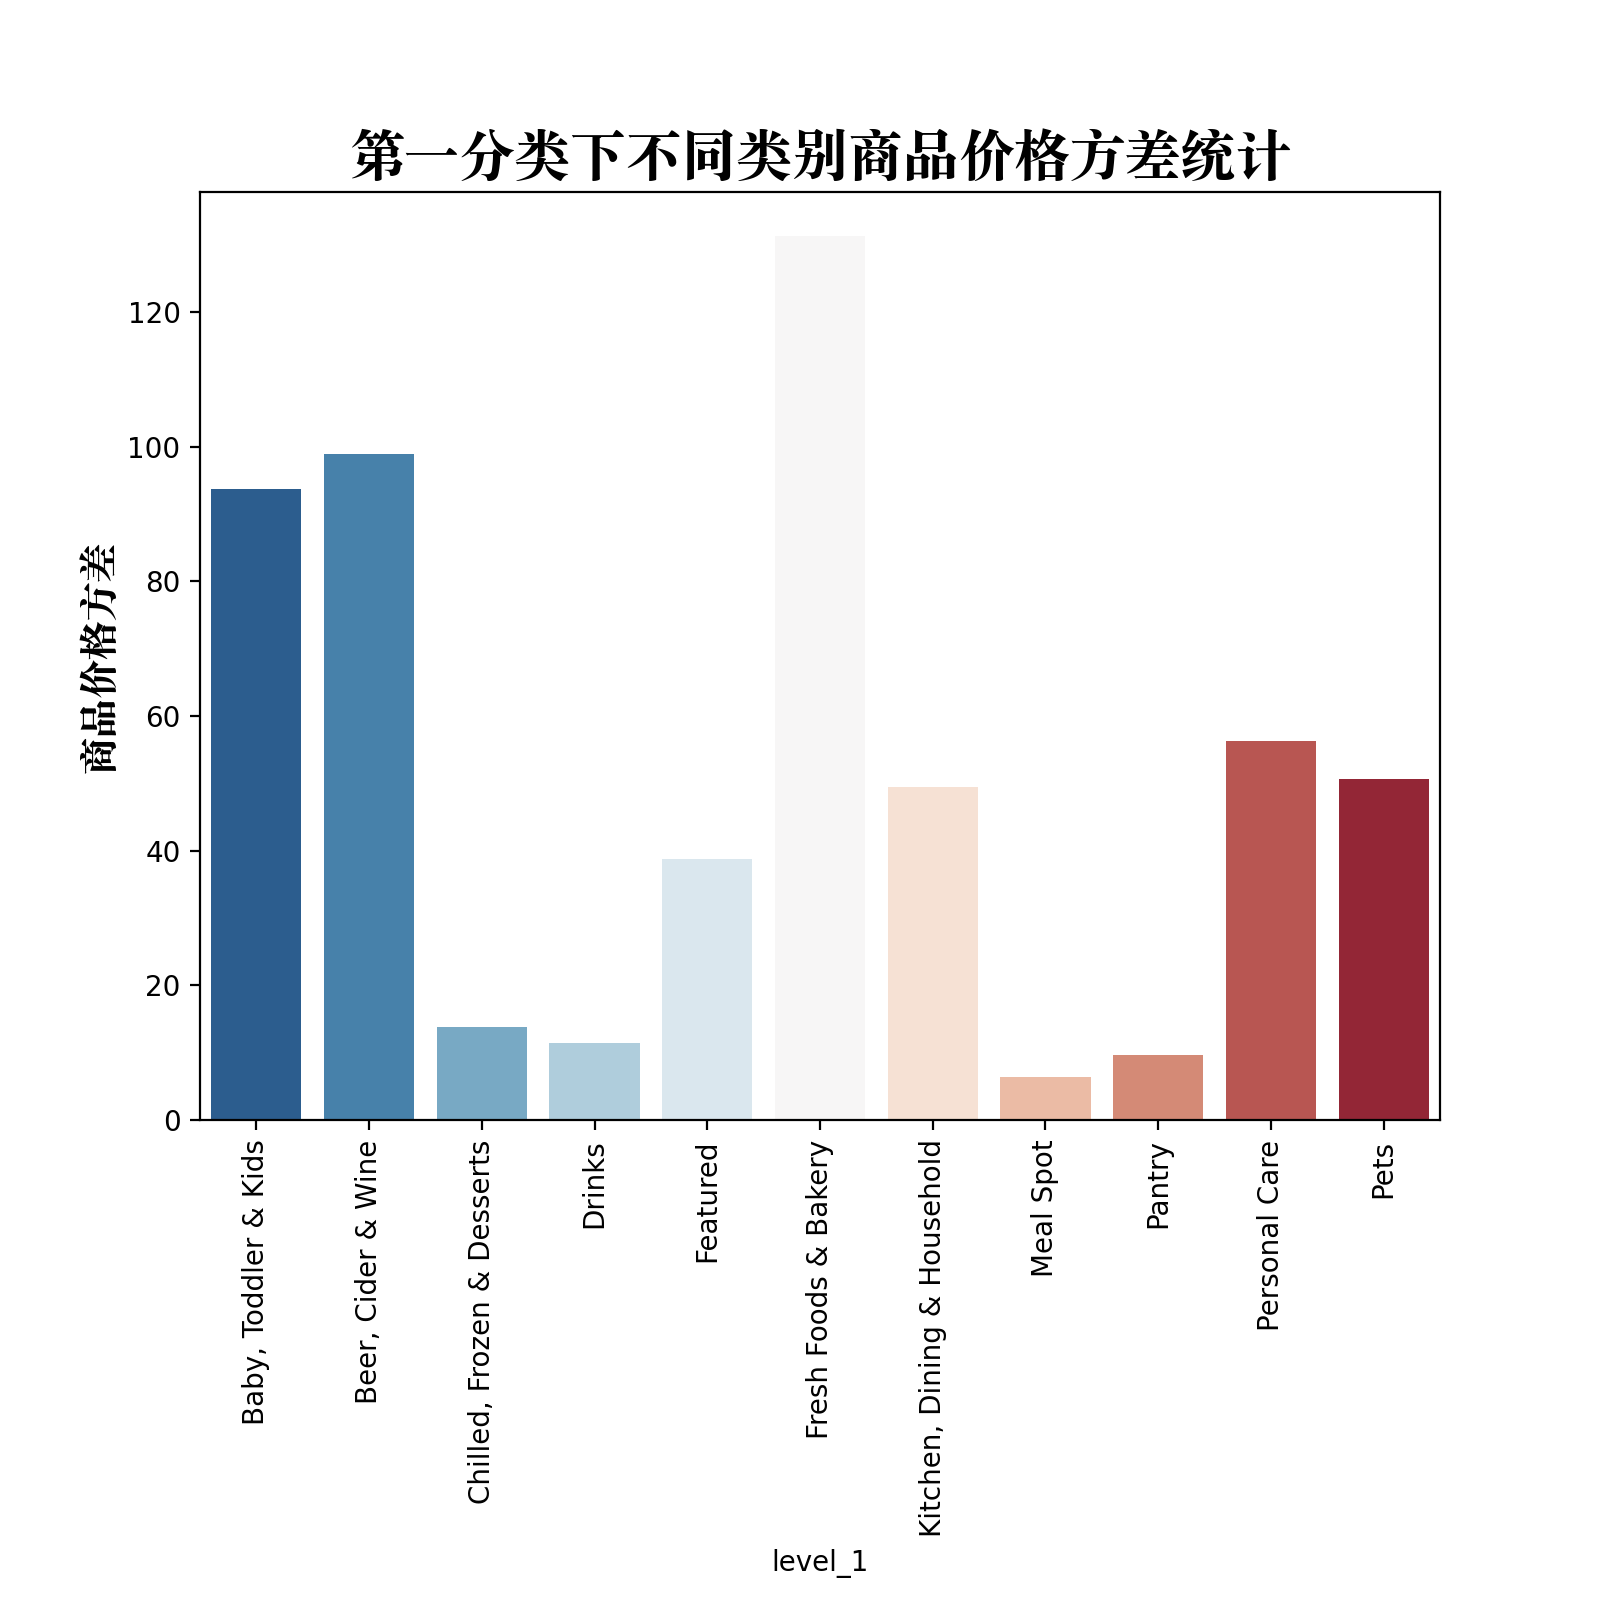 第一分类下不同类别商品价格方差统计
商品价格方差
120
100
80
60
40
20
0
Baby, Toddler & Kids
Beer, Cider & Wine
Chilled, Frozen & Desserts
Drinks
Featured
Fresh Foods & Bakery
Kitchen, Dining & Household
Meal Spot
Pantry
Personal Care
Pets
level_1